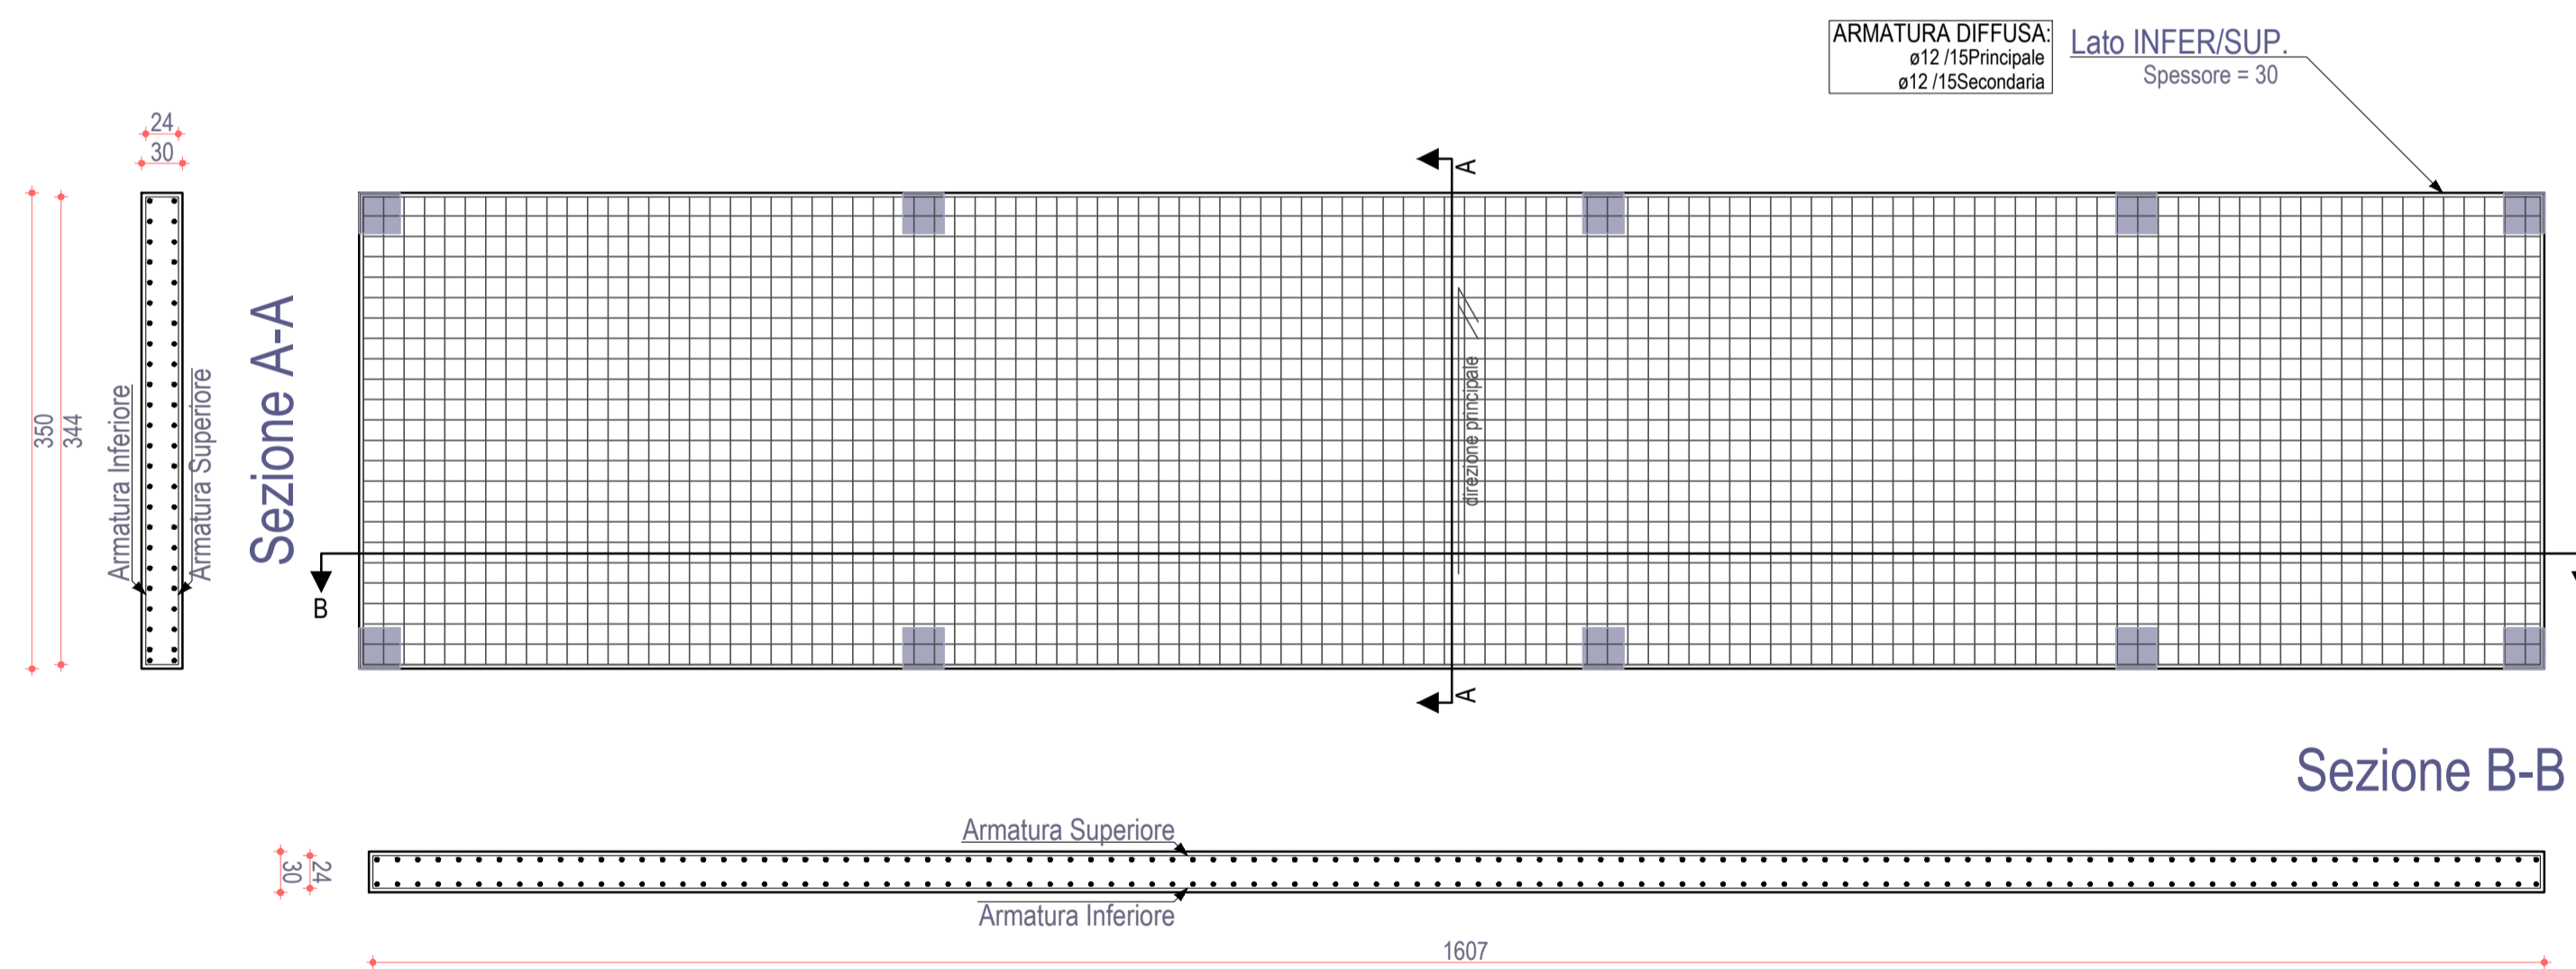 ARMATURA DIFFUSA:
ø12 /15Principale
ø12 /15Secondaria
Lato INFER/SUP.
Spessore = 30
24
30
350
344
Armatura Inferiore
Armatura Superiore
Sezione A-A
A
direzione principale
B
A
Sezione B-B
Armatura Superiore
30
24
Armatura Inferiore
1607